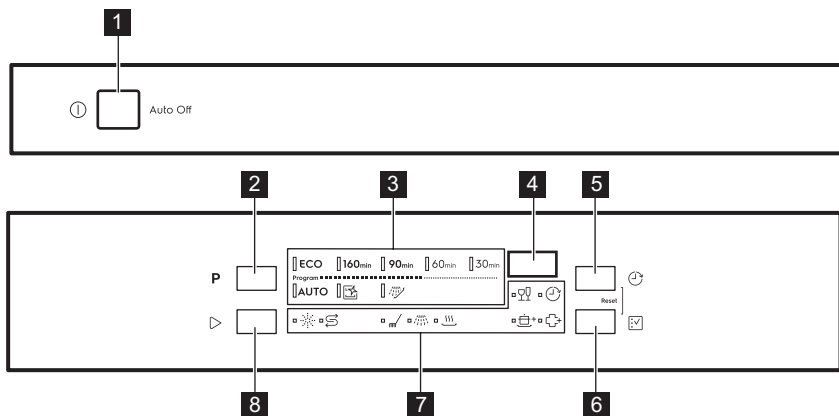 1
Auto Off
2 3 4 5
ECO 160min 90min 60min 30min
P
Program
AUTO
Reset
8 7 6